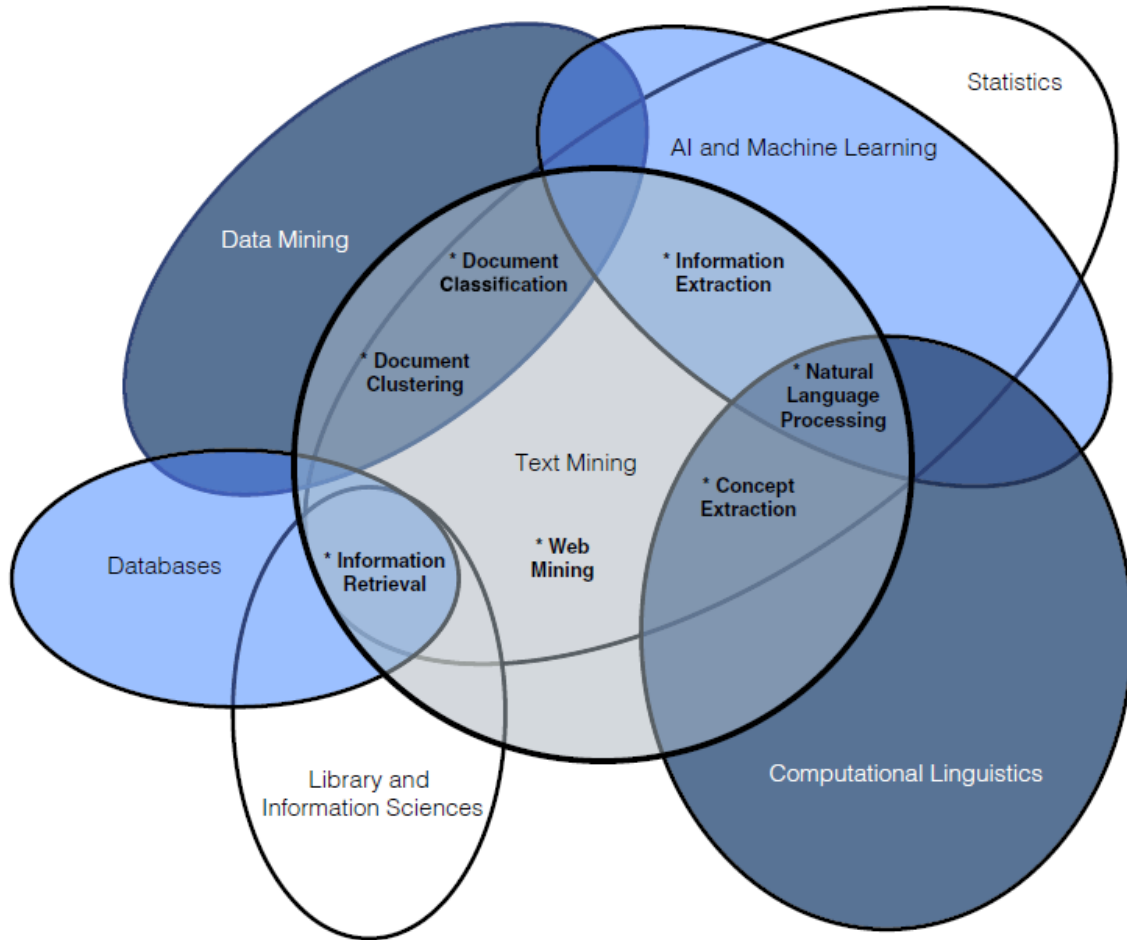 Statistics
AI and Machine Learning
Data Mining
* Document
Classification
* Information
Extraction
* Document
Clustering
* Natural
Language
Processing
Text Mining
* Concept
Extraction
* Web
Mining
Databases
* Information
Retrieval
Library and
Information Sciences
Computational Linguistics